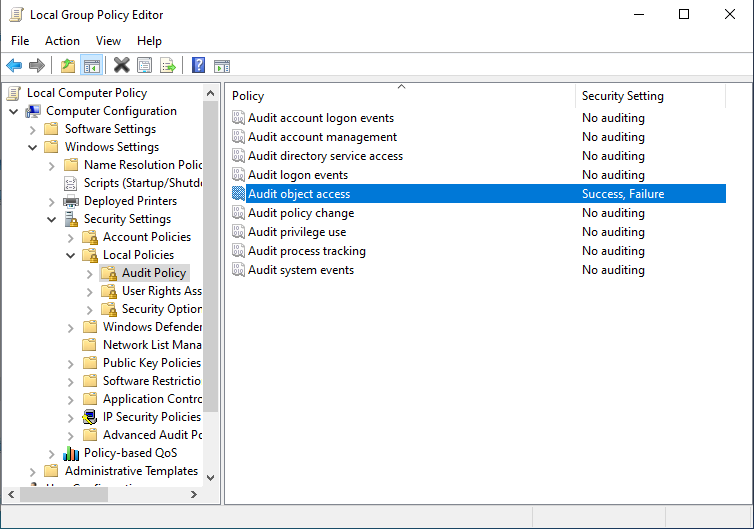 Local Group Policy Editor
File Action View Help
Local Computer Policy
Computer Configuration
Software Settings
Windows Settings
Name Resolution Polic
Scripts (Startup/Shutd
Deployed Printers
Security Settings
Account Policies
Local Policies
Audit Policy
User Rights Ass
Security Option
Windows Defender
Network List Mana
Public Key Policies
Software Restrictio
Application Contro
IP Security Policies
Advanced Audit Po
Policy-based QoS
Administrative Templates
Policy Security Setting
Audit account logon events No auditing
Audit account management No auditing
Audit directory service access No auditing
Audit logon events No auditing
Audit object access Success, Failure
Audit policy change No auditing
Audit privilege use No auditing
Audit process tracking No auditing
Audit system events No auditing